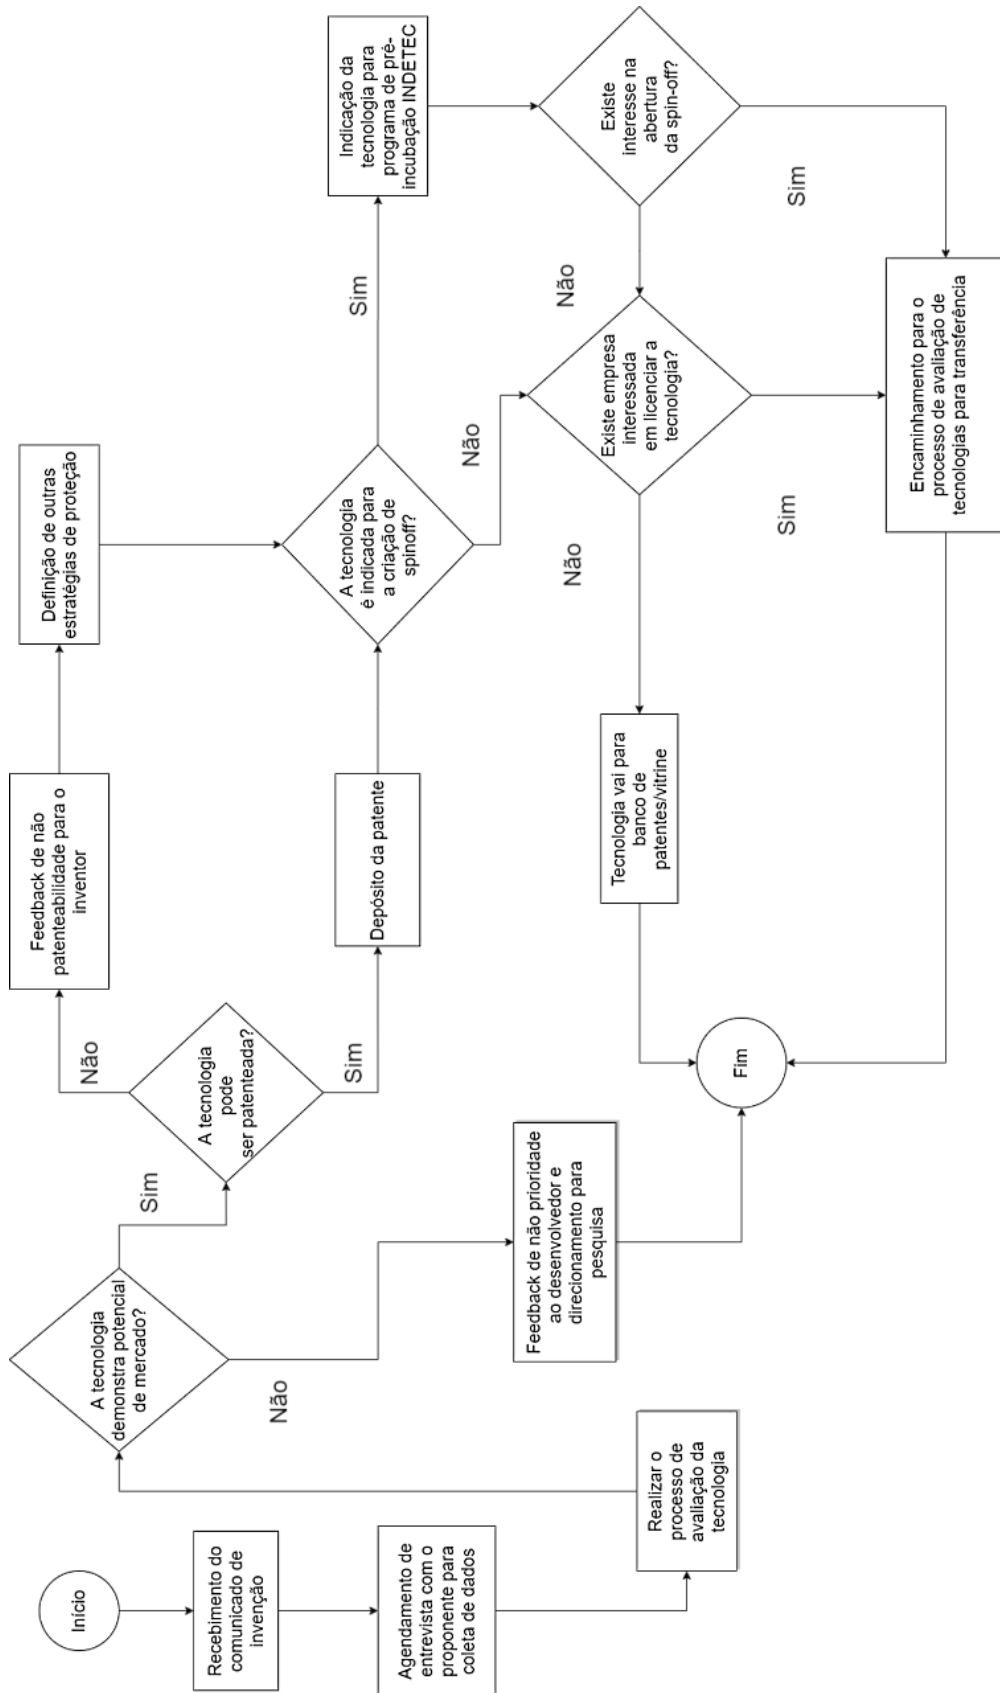 Início
Recebimento do
comunicado de
invenção
Agendamento de
entrevista com o
proponente para
coleta de dados
Realizar o
processo de
avaliação da
tecnologia
A tecnologia
demonstra potencial
de mercado?
Sim
Não
Feedback de não prioridade
ao desenvolvedor e
direcionamento para
pesquisa
A tecnologia
pode
ser patenteada?
Não
Sim
Feedback de não
patenteabilidade para o
inventor
Definição de outras
estratégias de proteção
Depósito da patente
A tecnologia
é indicada para
a criação de
spinoff?
Sim
Não
Indicação da
tecnologia para
programa de pré-
incubação INDETEC
Existe
interesse na
abertura
da spin-off?
Não
Sim
Existe empresa
interessada
em licenciar a
tecnologia?
Não
Sim
Tecnologia vai para
banco de
patentes/vitrine
Encaminhamento para o
processo de avaliação de
tecnologias para transferência
Fim